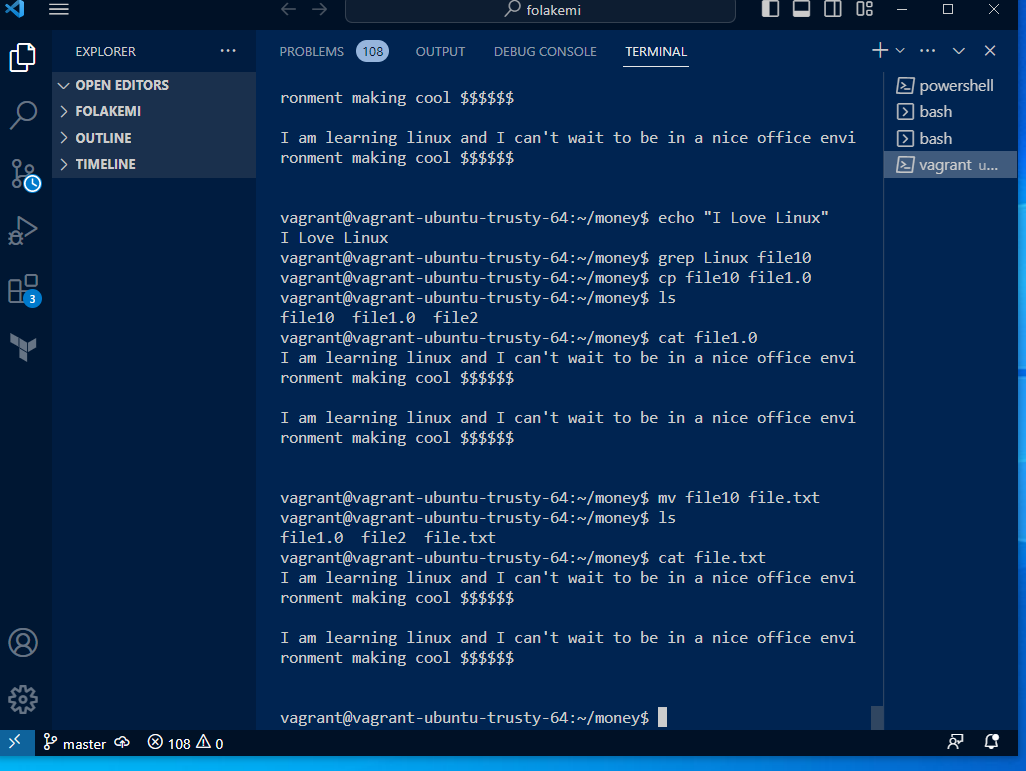 folakemi
EXPLORER
OPEN EDITORS
FOLAKEMI
OUTLINE
TIMELINE
3
PROBLEMS 108 OUTPUT DEBUG CONSOLE TERMINAL
ronment making cool $$$$$$
I am learning linux and I can't wait to be in a nice office envi
ronment making cool $$$$$$
vagrant@vagrant-ubuntu-trusty-64:~/money$ echo "I Love Linux"
I Love Linux
vagrant@vagrant-ubuntu-trusty-64:~/money$ grep Linux file10
vagrant@vagrant-ubuntu-trusty-64:~/money$ cp file10 file1.0
vagrant@vagrant-ubuntu-trusty-64:~/money$ ls
file10  file1.0  file2
vagrant@vagrant-ubuntu-trusty-64:~/money$ cat file1.0
I am learning linux and I can't wait to be in a nice office envi
ronment making cool $$$$$$
I am learning linux and I can't wait to be in a nice office envi
ronment making cool $$$$$$
vagrant@vagrant-ubuntu-trusty-64:~/money$ mv file10 file.txt
vagrant@vagrant-ubuntu-trusty-64:~/money$ ls
file1.0  file2  file.txt
vagrant@vagrant-ubuntu-trusty-64:~/money$ cat file.txt
I am learning linux and I can't wait to be in a nice office envi
ronment making cool $$$$$$
I am learning linux and I can't wait to be in a nice office envi
ronment making cool $$$$$$
vagrant@vagrant-ubuntu-trusty-64:~/money$
powershell
bash
bash
vagrant u...
master 108 0